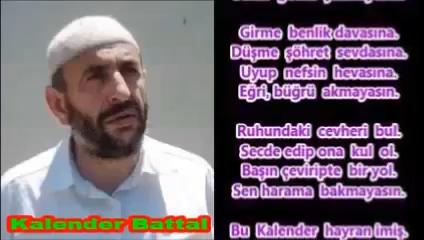 Girme benlik davasına.
Düşme şöhret sevdasına.
Uyup nefsin hevasına.
Eğri, büğrü akmayasın.
Ruhundaki cevheri bul.
Secde edip ona kul ol.
Başın çeviripte bir yol.
Sen harama bakmayasın.
Bu Kalender hayran imiş.
Kalender Battal